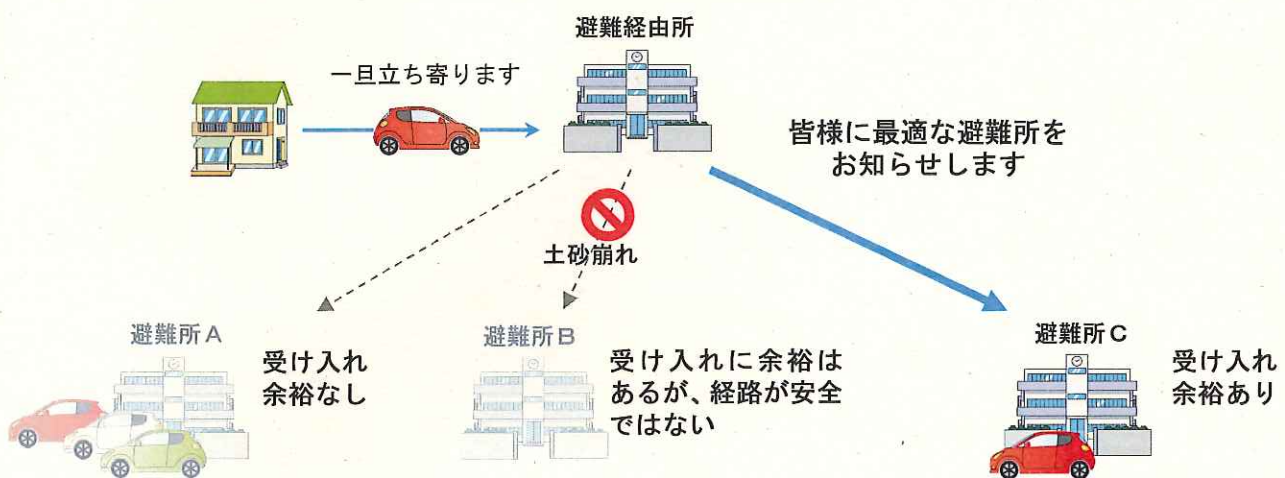 避難経由所
一旦立ち寄ります
皆様に最適な避難所を
お知らせします
土砂崩れ
避難所A
受け入れ
余裕なし
避難所B
受け入れに余裕は
あるが、経路が安全
ではない
避難所C
受け入れ
余裕あり